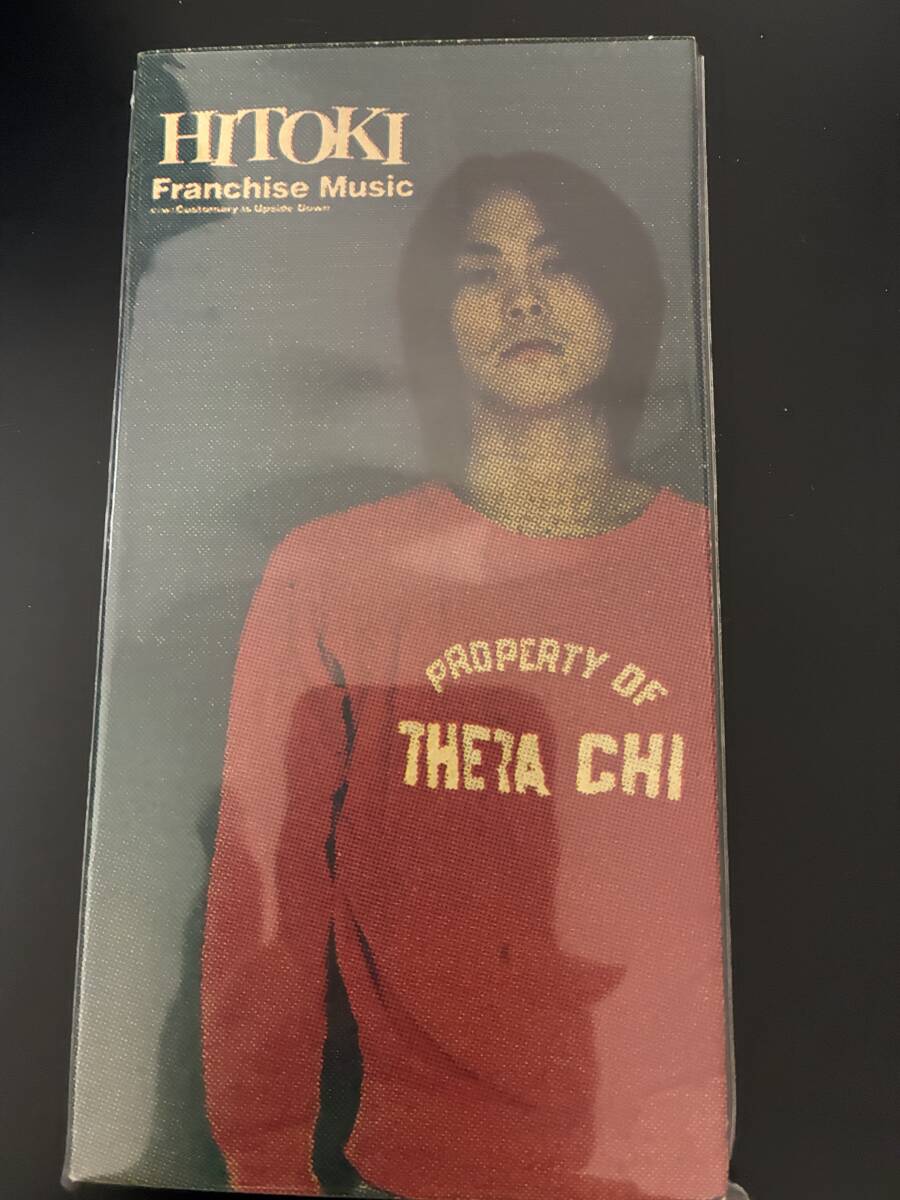 HITOKI
Franchise Music
c/w:Customary is Upside Down
PROPERTY OF
THETA CHI